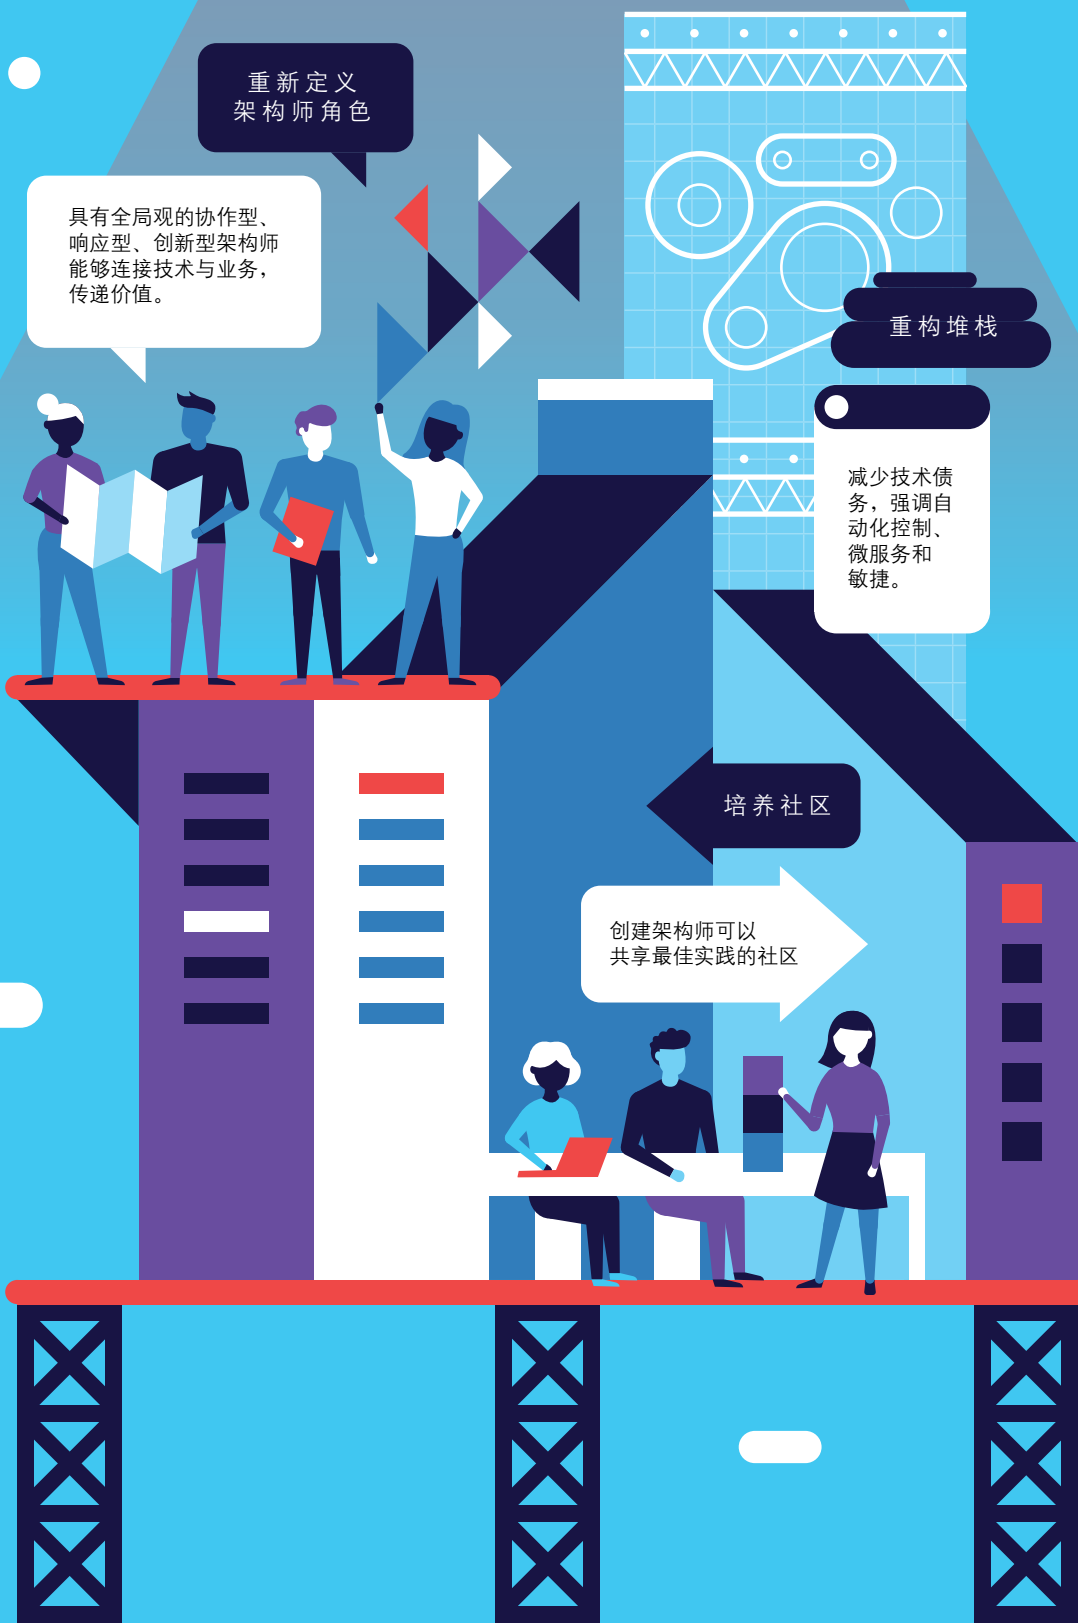 重新定义
架构师角色
具有全局观的协作型、
响应型、创新型架构师
能够连接技术与业务，
传递价值。
重构堆栈
减少技术债
务，强调自
动化控制、
微服务和
敏捷。
培养社区
创建架构师可以
共享最佳实践的社区